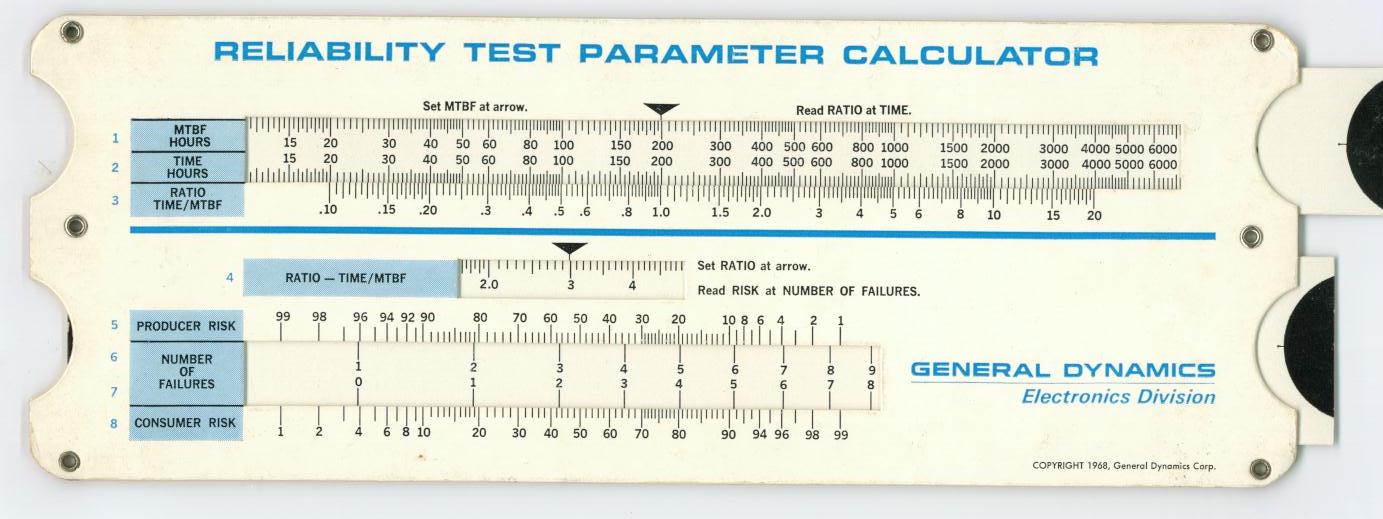 RELIABILITY TEST PARAMETER CALCULATOR
Set MTBF at arrow. Read RATIO at TIME.
1 MTBF HOURS 15 20 30 40 50 60 80 100 150 200 300 400 500 600 800 1000 1500 2000 3000 4000 5000 6000
2 TIME HOURS 15 20 30 40 50 60 80 100 150 200 300 400 500 600 800 1000 1500 2000 3000 4000 5000 6000
3 RATIO TIME/MTBF .10 .15 .20 .3 .4 .5 .6 .8 1.0 1.5 2.0 3 4 5 6 8 10 15 20
4 RATIO — TIME/MTBF 2.0 3 4
Set RATIO at arrow.
Read RISK at NUMBER OF FAILURES.
5 PRODUCER RISK 99 98 96 94 92 90 80 70 60 50 40 30 20 10 8 6 4 2 1
6 NUMBER OF FAILURES 1 2 3 4 5 6 7 8 9
7 0 1 2 3 4 5 6 7 8
8 CONSUMER RISK 1 2 4 6 8 10 20 30 40 50 60 70 80 90 94 96 98 99
GENERAL DYNAMICS
Electronics Division
COPYRIGHT 1968, General Dynamics Corp.